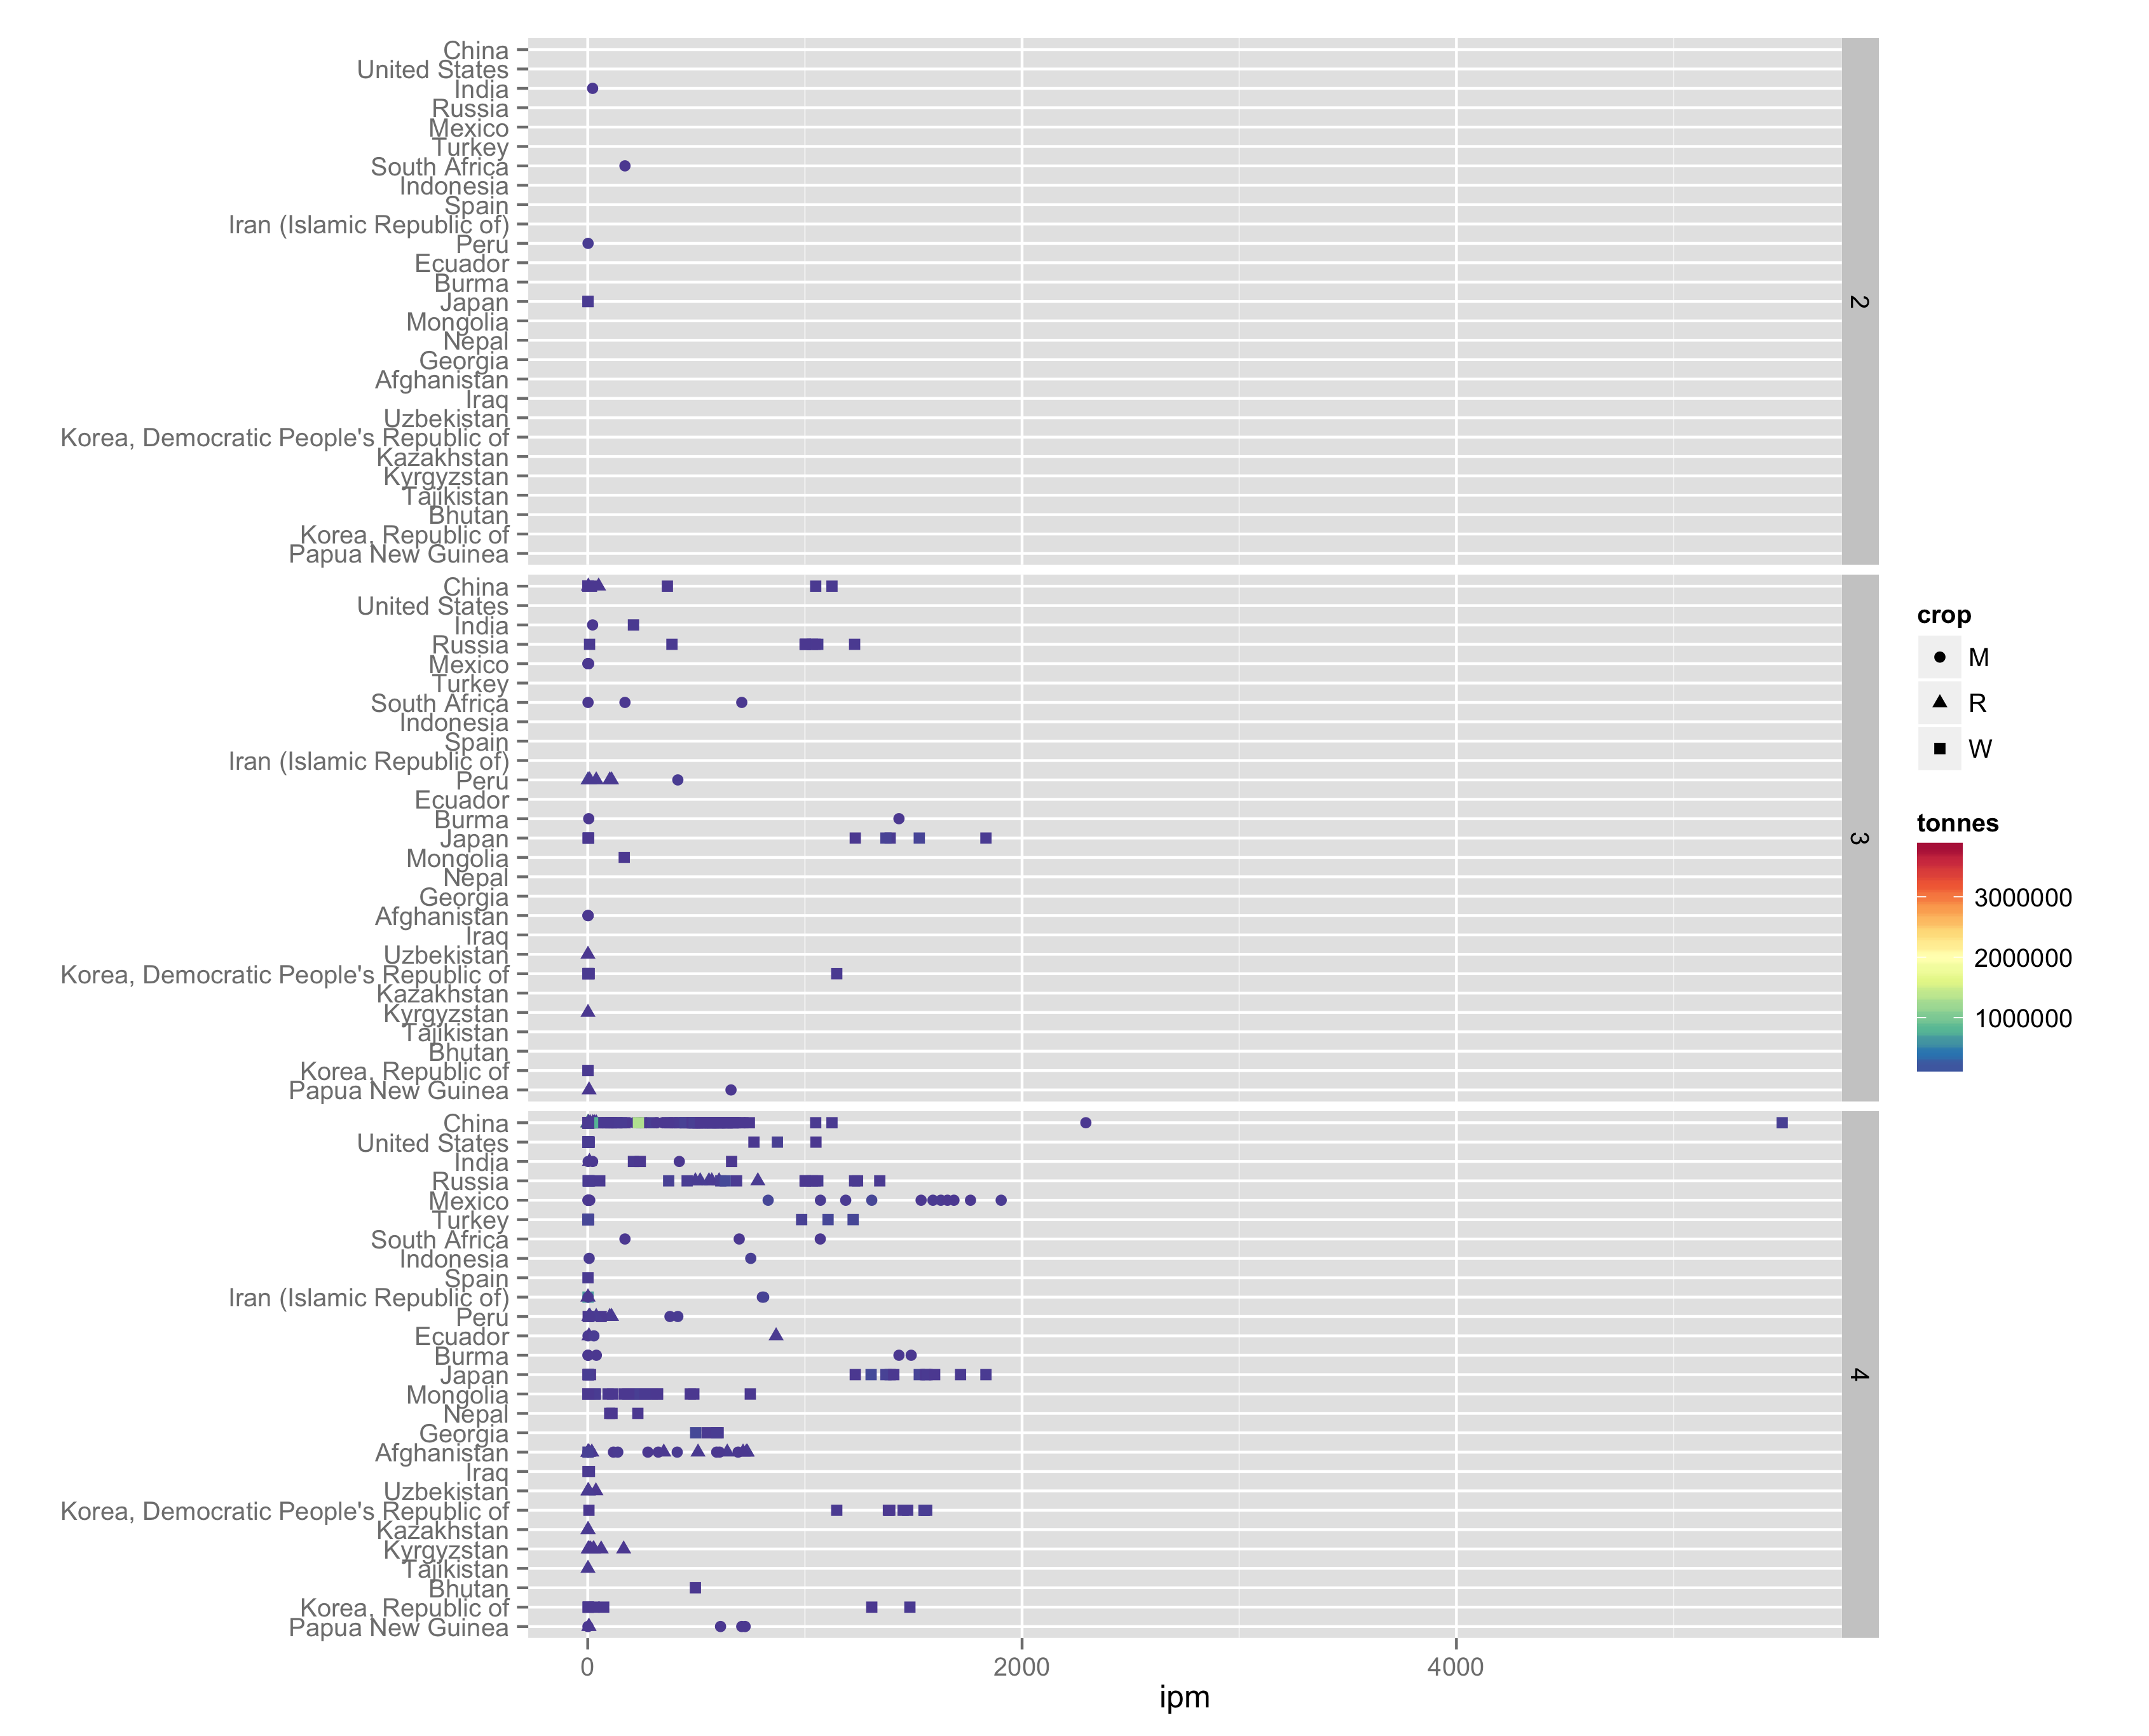 China
United States
India
Russia
Mexico
Turkey
South Africa
Indonesia
Spain
Iran (Islamic Republic of)
Peru
Ecuador
Burma
Japan
Mongolia
Nepal
Georgia
Afghanistan
Iraq
Uzbekistan
Korea, Democratic People's Republic of
Kazakhstan
Kyrgyzstan
Tajikistan
Bhutan
Korea, Republic of
Papua New Guinea
2
China
United States
India
Russia
Mexico
Turkey
South Africa
Indonesia
Spain
Iran (Islamic Republic of)
Peru
Ecuador
Burma
Japan
Mongolia
Nepal
Georgia
Afghanistan
Iraq
Uzbekistan
Korea, Democratic People's Republic of
Kazakhstan
Kyrgyzstan
Tajikistan
Bhutan
Korea, Republic of
Papua New Guinea
3
China
United States
India
Russia
Mexico
Turkey
South Africa
Indonesia
Spain
Iran (Islamic Republic of)
Peru
Ecuador
Burma
Japan
Mongolia
Nepal
Georgia
Afghanistan
Iraq
Uzbekistan
Korea, Democratic People's Republic of
Kazakhstan
Kyrgyzstan
Tajikistan
Bhutan
Korea, Republic of
Papua New Guinea
4
0 2000 4000
ipm
crop
M
R
W
tonnes
3000000
2000000
1000000